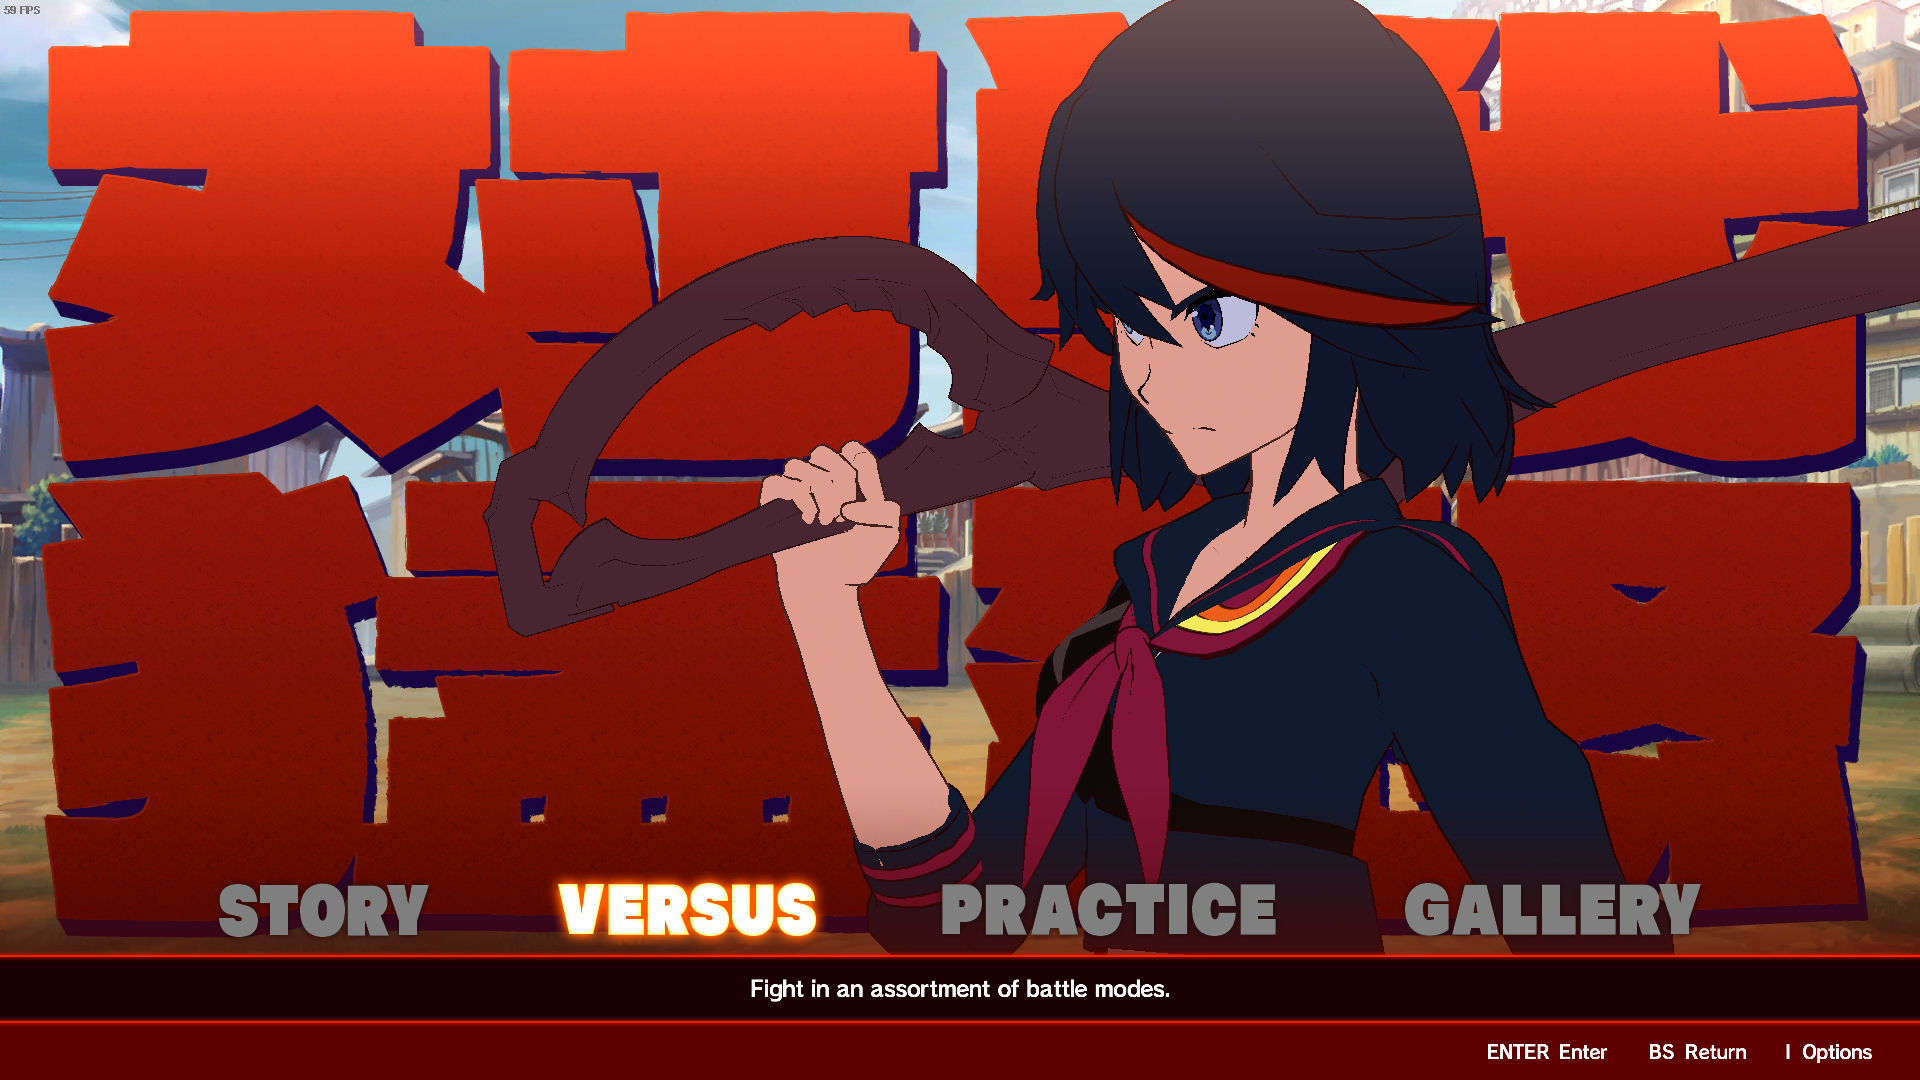 59 FPS
STORY VERSUS PRACTICE GALLERY
Fight in an assortment of battle modes.
ENTER Enter BS Return I Options